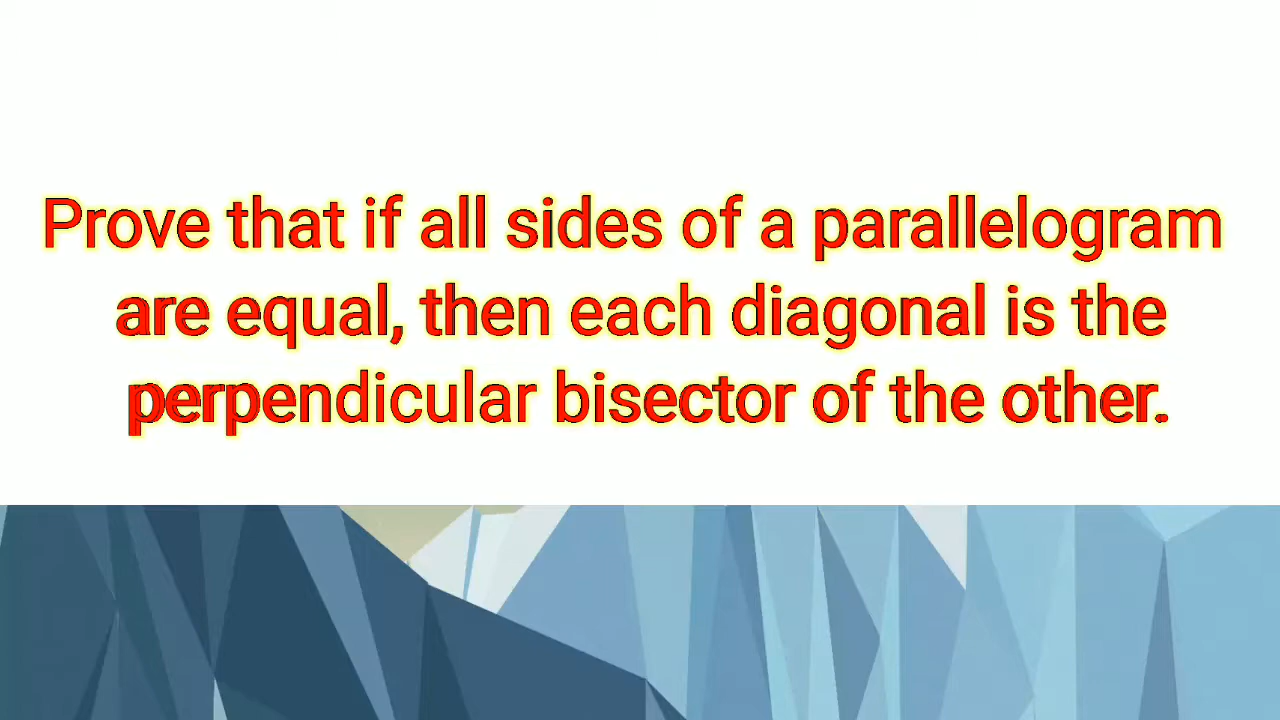 Prove that if all sides of a parallelogram
are equal, then each diagonal is the
perpendicular bisector of the other.